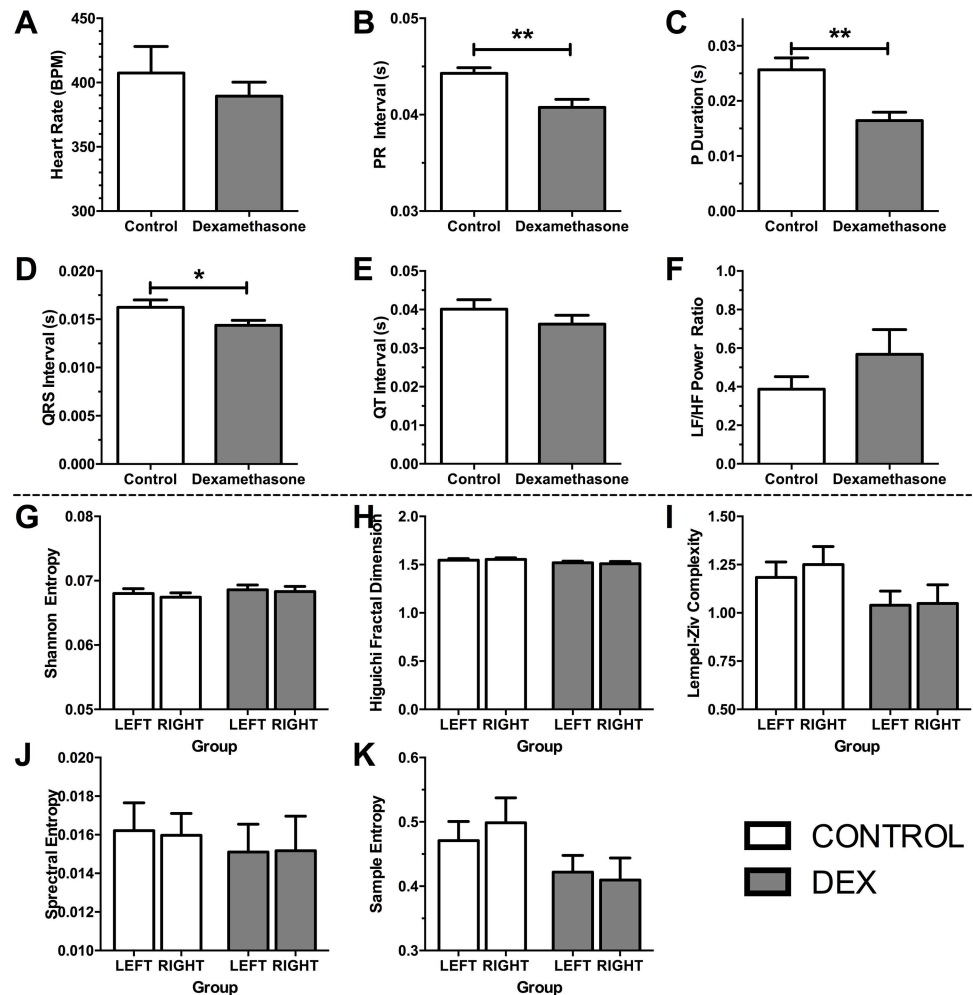 A
Heart Rate (BPM)
450
400
350
300
Control Dexamethasone
B
PR Interval (s)
0.05
0.04
0.03
**
Control Dexamethasone
C
P Duration (s)
0.03
0.02
0.01
0.00
**
Control Dexamethasone
D
QRS Interval (s)
0.020
0.015
0.010
0.005
0.000
*
Control Dexamethasone
E
QT Interval (s)
0.05
0.04
0.03
0.02
0.01
0.00
Control Dexamethasone
F
LF/HF Power Ratio
1.0
0.8
0.6
0.4
0.2
0.0
Control Dexamethasone
G
Shannon Entropy
0.08
0.07
0.06
0.05
LEFT RIGHT LEFT RIGHT
Group
H
Higuichi Fractal Dimension
2.0
1.5
1.0
0.5
0.0
LEFT RIGHT LEFT RIGHT
Group
I
Lempel-Ziv Complexity
1.50
1.25
1.00
0.75
0.50
LEFT RIGHT LEFT RIGHT
Group
J
Sprectral Entropy
0.020
0.018
0.016
0.014
0.012
0.010
LEFT RIGHT LEFT RIGHT
Group
K
Sample Entropy
0.6
0.5
0.4
0.3
LEFT RIGHT LEFT RIGHT
Group
CONTROL
DEX